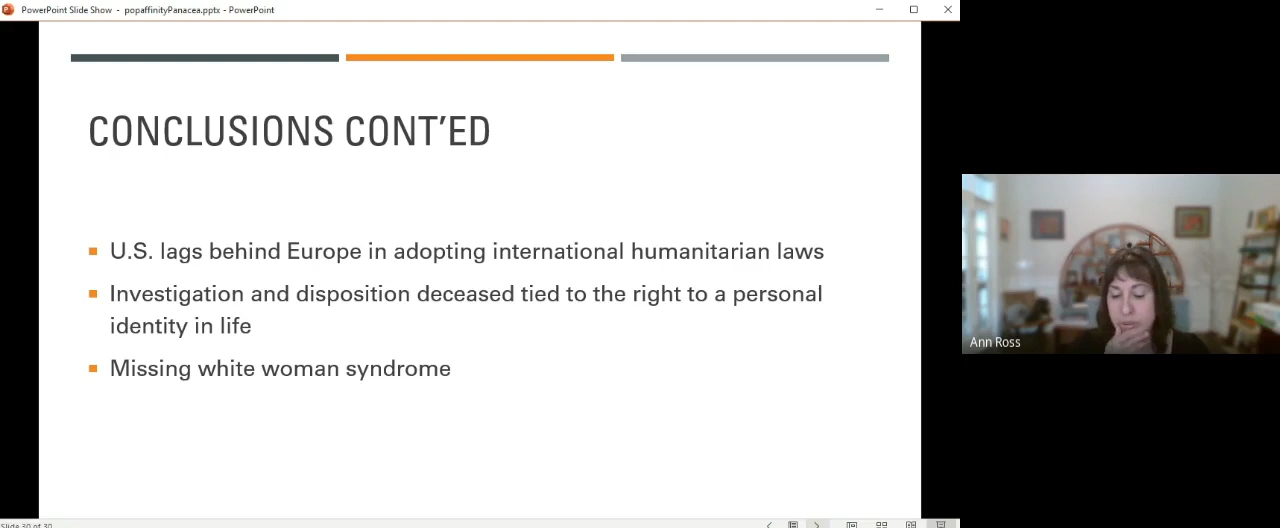 PowerPoint Slide Show - popaffinityPanacea.pptx - PowerPoint
CONCLUSIONS CONT'ED
U.S. lags behind Europe in adopting international humanitarian laws
Investigation and disposition deceased tied to the right to a personal
identity in life
Missing white woman syndrome
Ann Ross
Slide 30 of 30